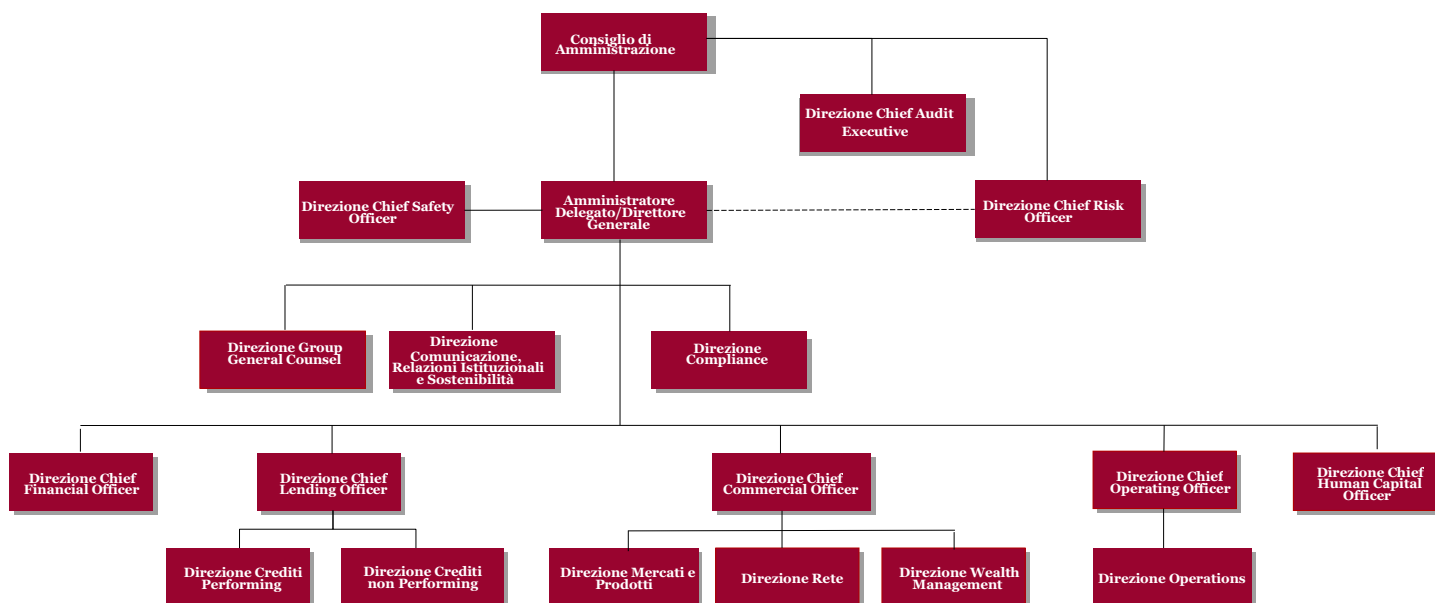 Consiglio di
Amministrazione
Direzione Chief Audit
Executive
Direzione Chief Safety
Officer
Amministratore
Delegato/Direttore
Generale
Direzione Chief Risk
Officer
Direzione Group
General Counsel
Direzione
Comunicazione,
Relazioni Istituzionali
e Sostenibilità
Direzione
Compliance
Direzione Chief
Financial Officer
Direzione Chief
Lending Officer
Direzione Chief
Commercial Officer
Direzione Chief
Operating Officer
Direzione Chief
Human Capital
Officer
Direzione Crediti
Performing
Direzione Crediti
non Performing
Direzione Mercati e
Prodotti
Direzione Rete
Direzione Wealth
Management
Direzione Operations